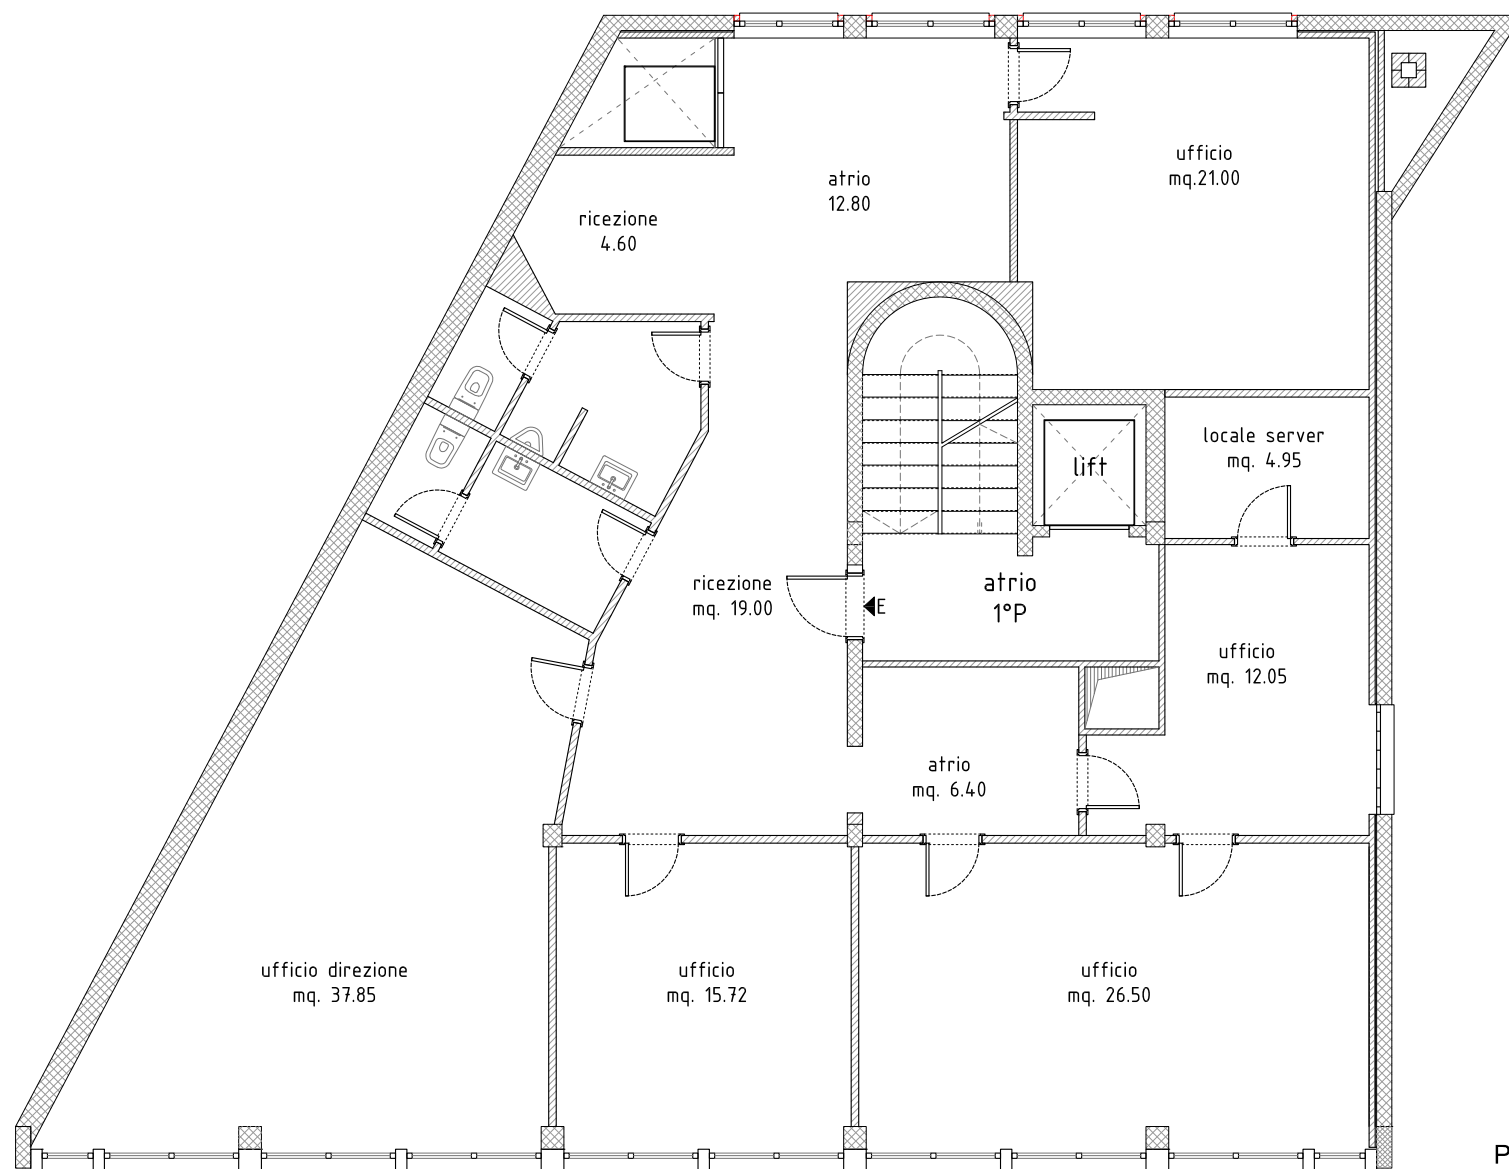 ufficio
mq.21.00
atrio
12.80
ricezione
4.60
locale server
mq. 4.95
lift
ricezione
mq. 19.00
E
atrio
1°P
ufficio
mq. 12.05
atrio
mq. 6.40
ufficio direzione
mq. 37.85
ufficio
mq. 15.72
ufficio
mq. 26.50
P